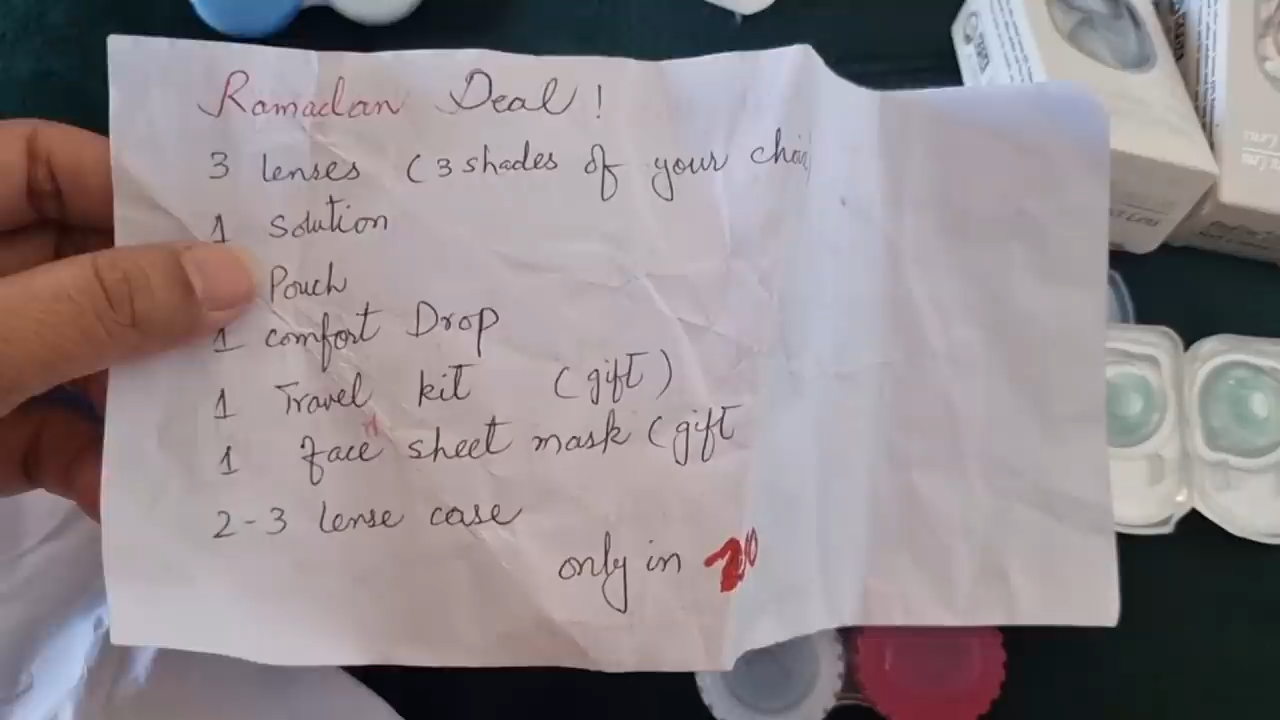 Ramadan Deal!
3 lenses (3 shades of your choi
1 Solution
Pouch
1 comfort Drop
1 Travel kit (gift)
1 face sheet mask (gift
2-3 lense case
only in 20